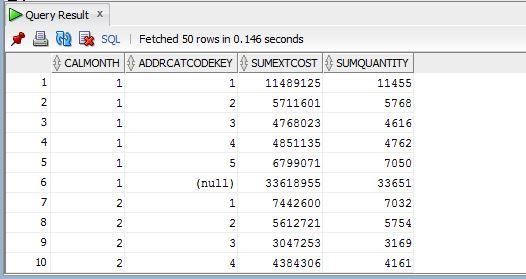 Query Result x
SQL | Fetched 50 rows in 0.146 seconds
CALMONTH ADDRCATCODEKEY SUMEXTCOST SUMQUANTITY
1 1 1 11489125 11455
2 1 2 5711601 5768
3 1 3 4768023 4616
4 1 4 4851135 4762
5 1 5 6799071 7050
6 1 (null) 33618955 33651
7 2 1 7442600 7032
8 2 2 5612721 5754
9 2 3 3047253 3169
10 2 4 4384306 4161